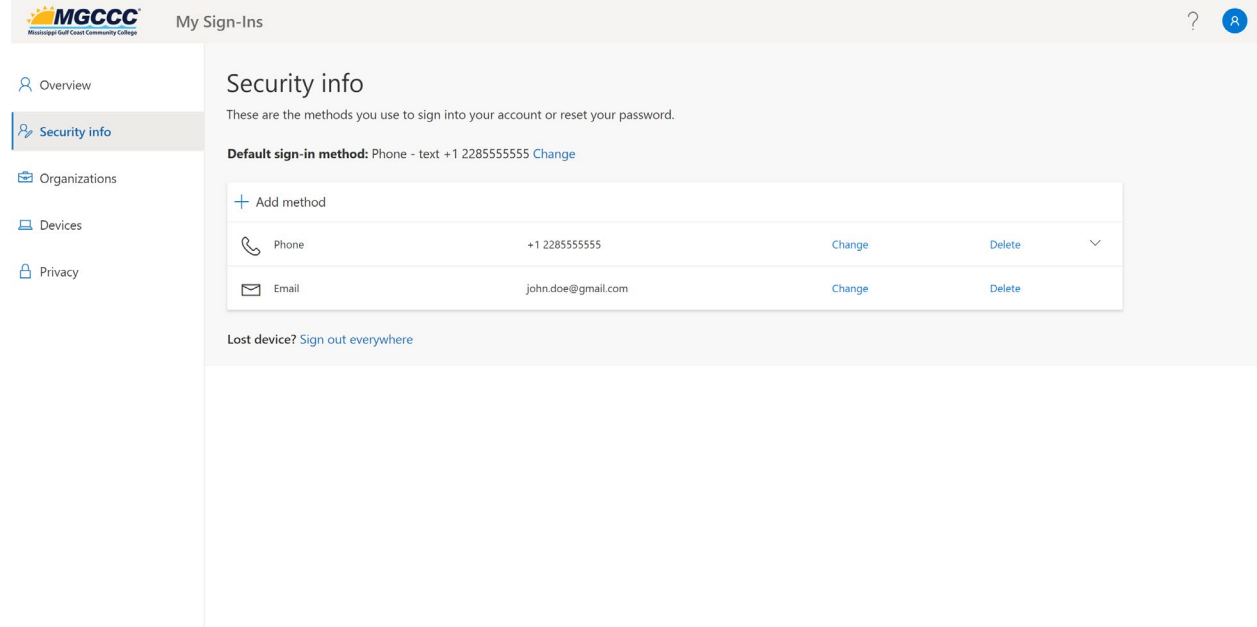 MGCCC
Mississippi Gulf Coast Community College
My Sign-Ins
?
Overview
Security info
Organizations
Devices
Privacy
Security info
These are the methods you use to sign into your account or reset your password.
Default sign-in method: Phone - text +1 2285555555 Change
Add method
Phone +1 2285555555 Change Delete
Email john.doe@gmail.com Change Delete
Lost device? Sign out everywhere